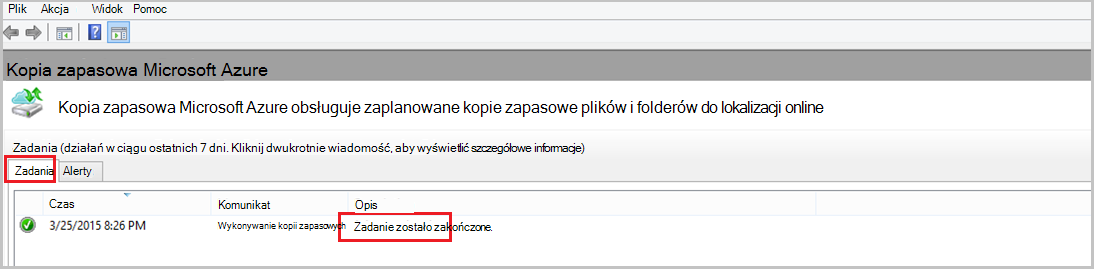 Plik Akcja Widok Pomoc
Kopia zapasowa Microsoft Azure
Kopia zapasowa Microsoft Azure obsługuje zaplanowane kopie zapasowe plików i folderów do lokalizacji online
Zadania (działań w ciągu ostatnich 7 dni. Kliknij dwukrotnie wiadomość, aby wyświetlić szczegółowe informacje)
Zadania Alerty
Czas Komunikat Opis
3/25/2015 8:26 PM Wykonywanie kopii zapasowych Zadanie zostało zakończone.